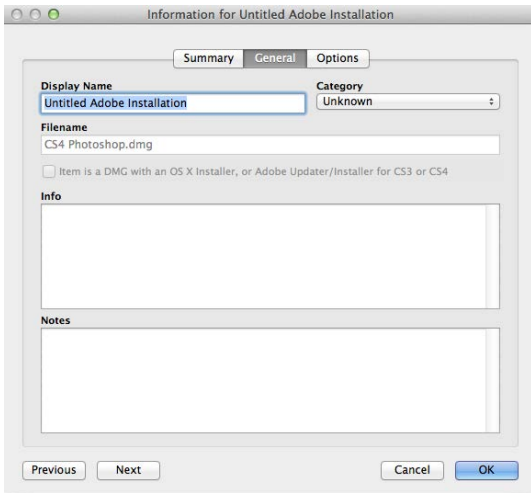 Information for Untitled Adobe Installation
Summary General Options
Display Name Category
Untitled Adobe Installation Unknown
Filename
CS4 Photoshop.dmg
Item is a DMG with an OS X Installer, or Adobe Updater/Installer for CS3 or CS4
Info
Notes
Previous Next Cancel OK